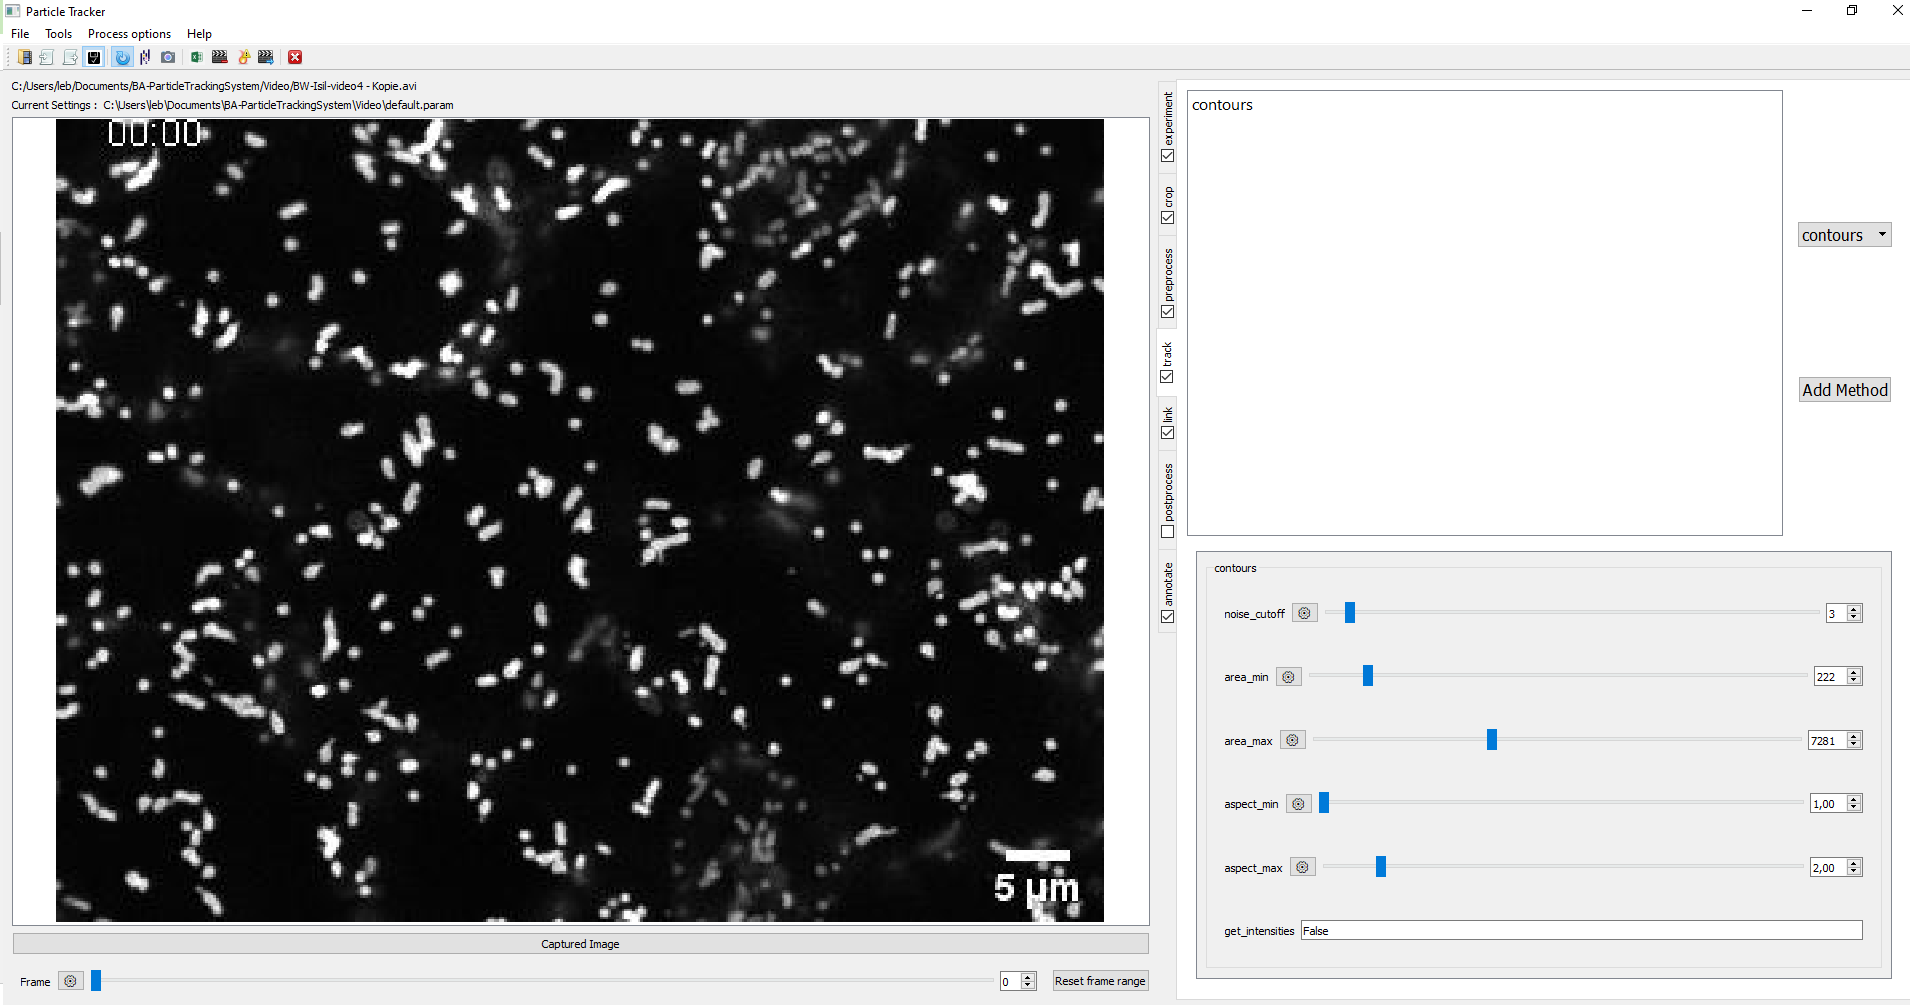 Particle Tracker
File Tools Process options Help
C:/Users/leb/Documents/BA-ParticleTrackingSystem/Video/BW-Isil-video4 - Kopie.avi
Current Settings : C:\Users\leb\Documents\BA-ParticleTrackingSystem\Video\default.param
00:00
5 µm
Captured Image
Frame 0 Reset frame range
experiment
crop
preprocess
track
link
postprocess
annotate
contours
contours
Add Method
contours
noise_cutoff 3
area_min 222
area_max 7281
aspect_min 1,00
aspect_max 2,00
get_intensities False